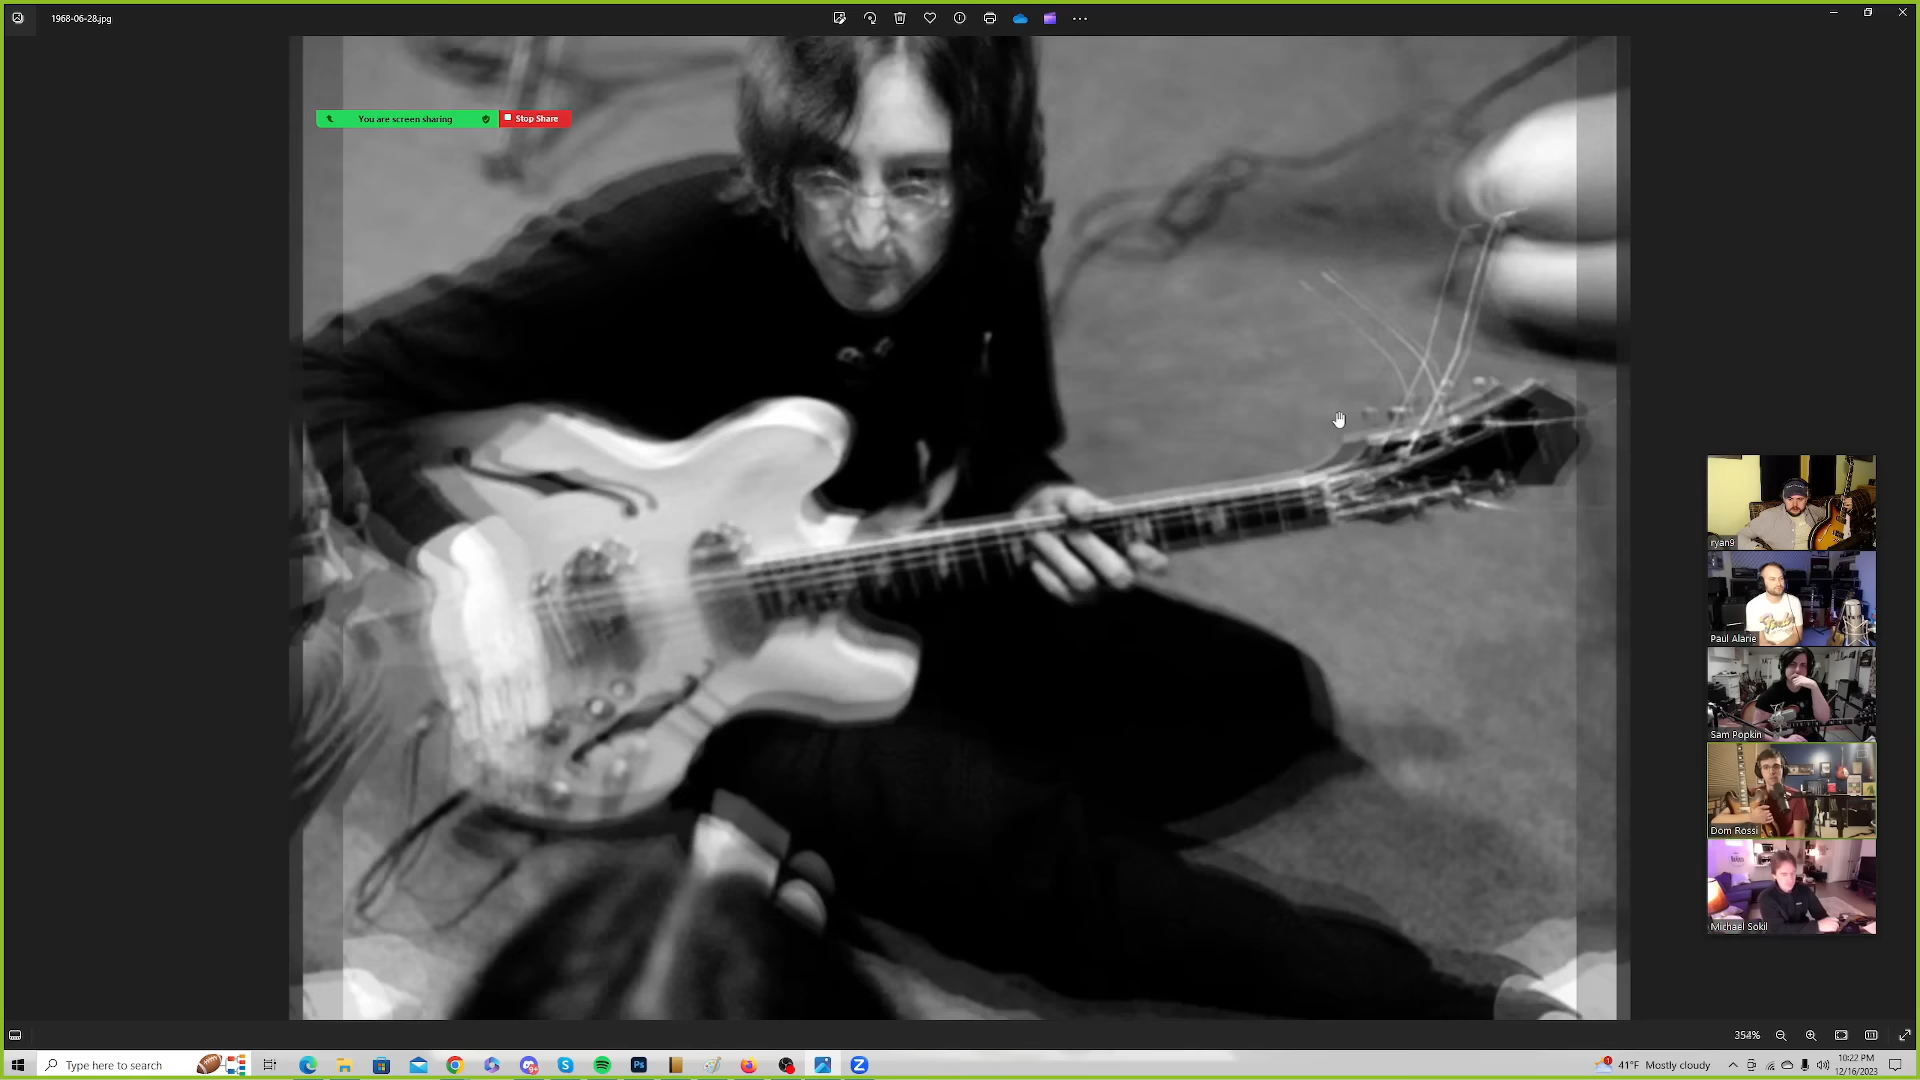 1968-06-28.jpg
You are screen sharing
Stop Share
ryan9
Paul Alarie
Sam Popkin
Dom Rossi
Michael Sokil
354%
Type here to search
Ps
41°F Mostly cloudy
10:22 PM
12/16/2023